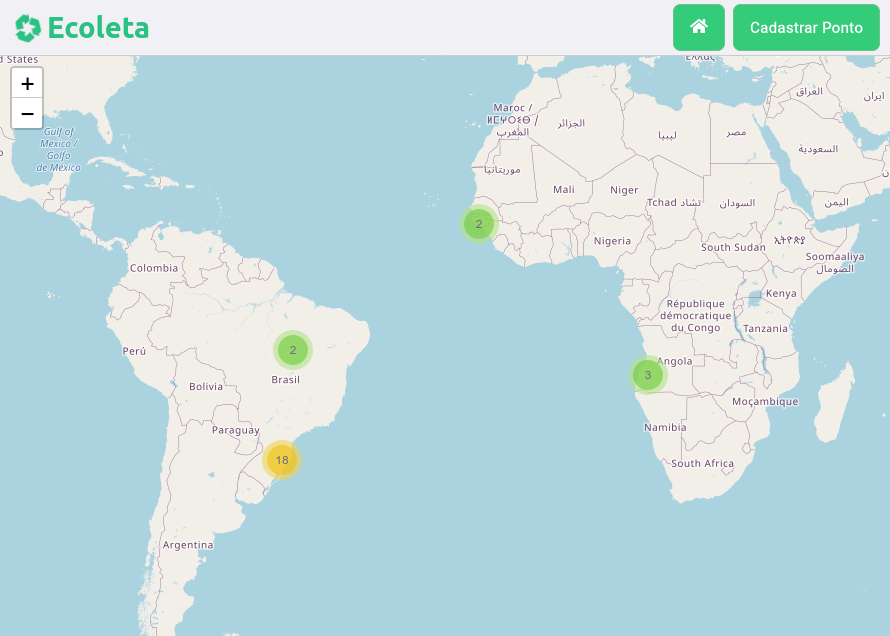 Ecoleta
Cadastrar Ponto
d States
Ελλάς
+
−
Gulf of
Mexico /
Golfo
de México
Maroc /
ⵍⵎⵖⵔⵉⴱ /
المغرب
الجزائر
ليبيا
مصر
العراق
ایران
السعودية
موريتانيا
Mali
Niger
Tchad تشاد
السودان
اليمن
2
Nigeria
South Sudan
ኢትዮጵያ
Soomaaliya
الصومال
Colombia
Kenya
République
démocratique
du Congo
Tanzania
Perú
2
Brasil
Bolivia
Angola
3
Moçambique
Paraguay
Namibia
18
South Africa
Argentina